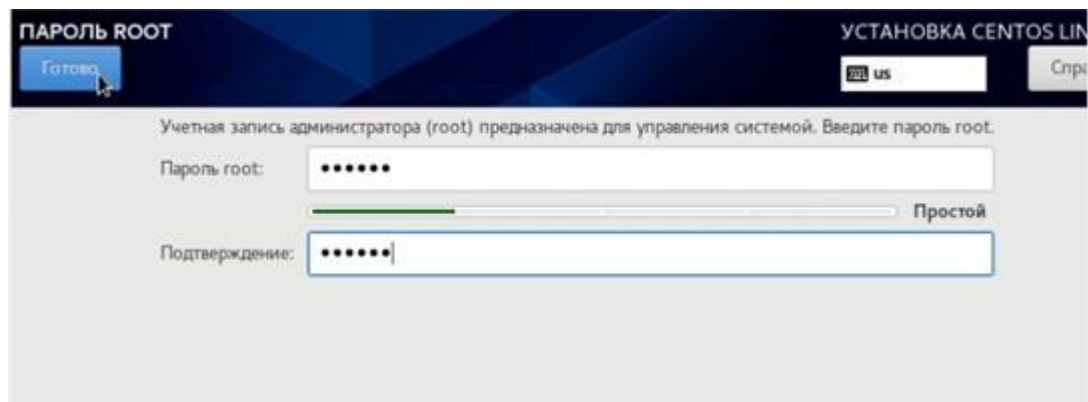 ПАРОЛЬ ROOT
УСТАНОВКА CENTOS LIN
Готово
us
Спра
Учетная запись администратора (root) предназначена для управления системой. Введите пароль root.
Пароль root: ••••••
Простой
Подтверждение: ••••••